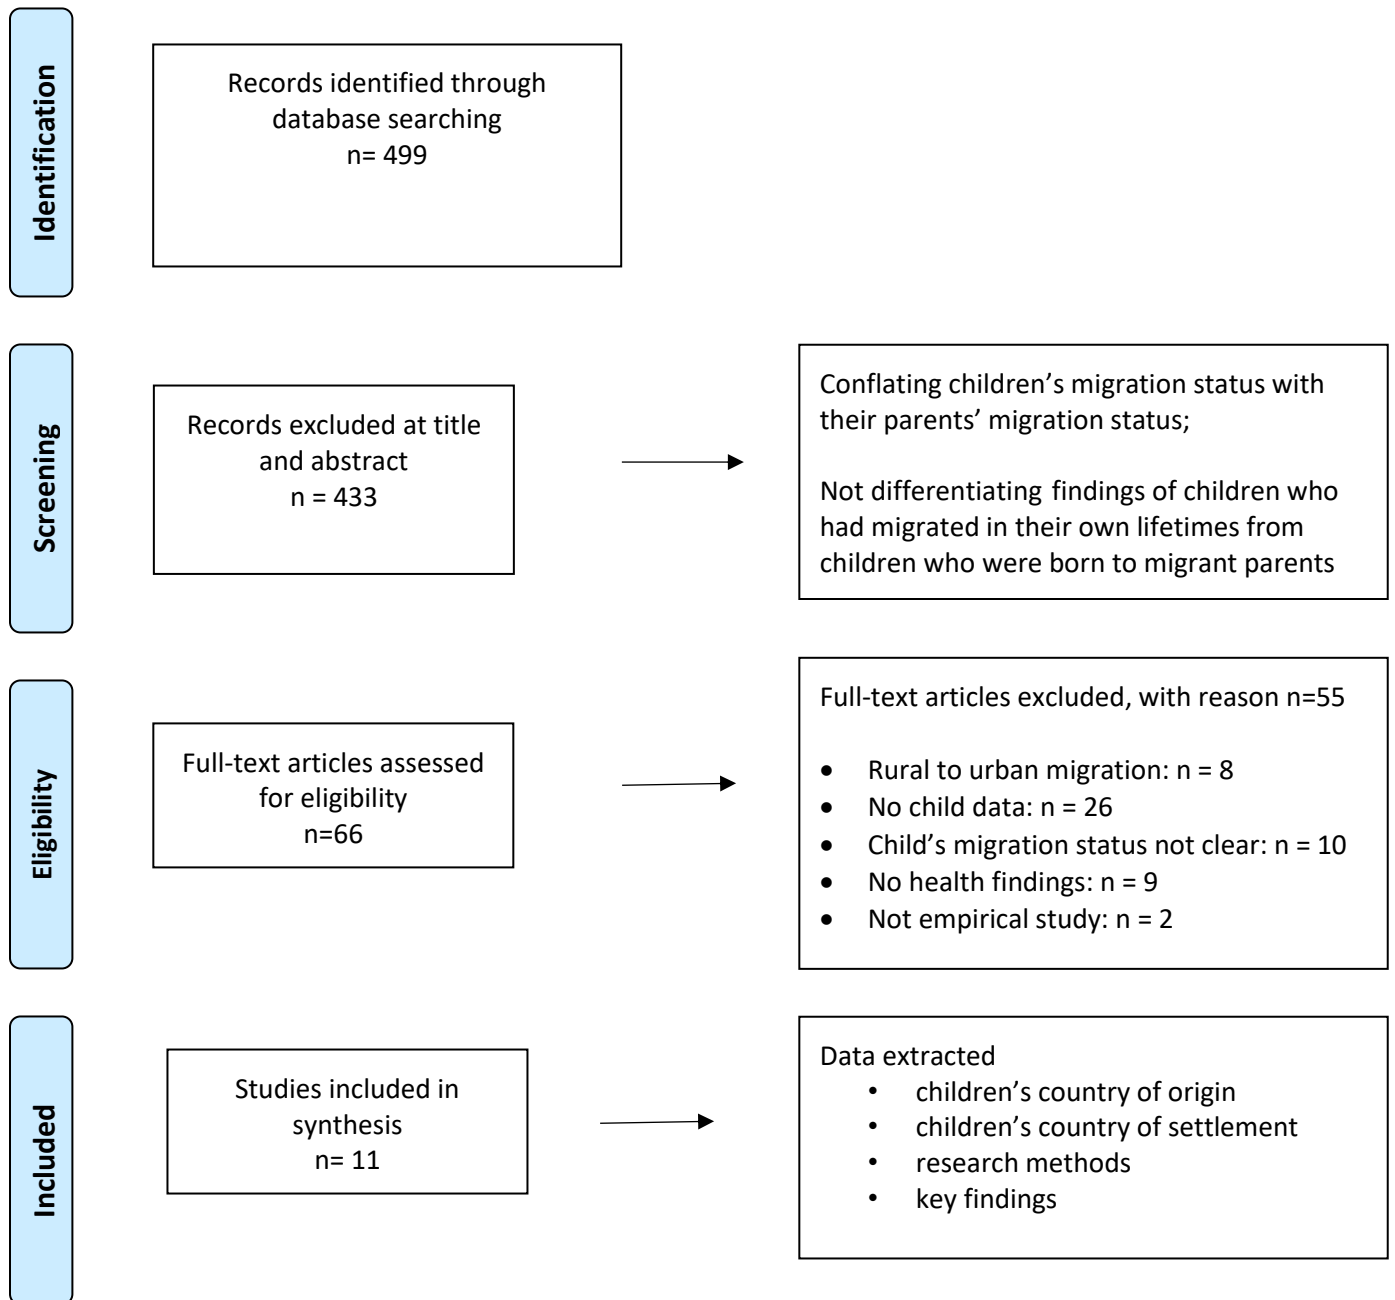 Identification
Records identified through
database searching
n= 499
Screening
Records excluded at title
and abstract
n = 433
Conflating children’s migration status with
their parents’ migration status;
Not differentiating findings of children who
had migrated in their own lifetimes from
children who were born to migrant parents
Eligibility
Full-text articles assessed
for eligibility
n=66
Full-text articles excluded, with reason n=55
• Rural to urban migration: n = 8
• No child data: n = 26
• Child’s migration status not clear: n = 10
• No health findings: n = 9
• Not empirical study: n = 2
Included
Studies included in
synthesis
n= 11
Data extracted
• children’s country of origin
• children’s country of settlement
• research methods
• key findings